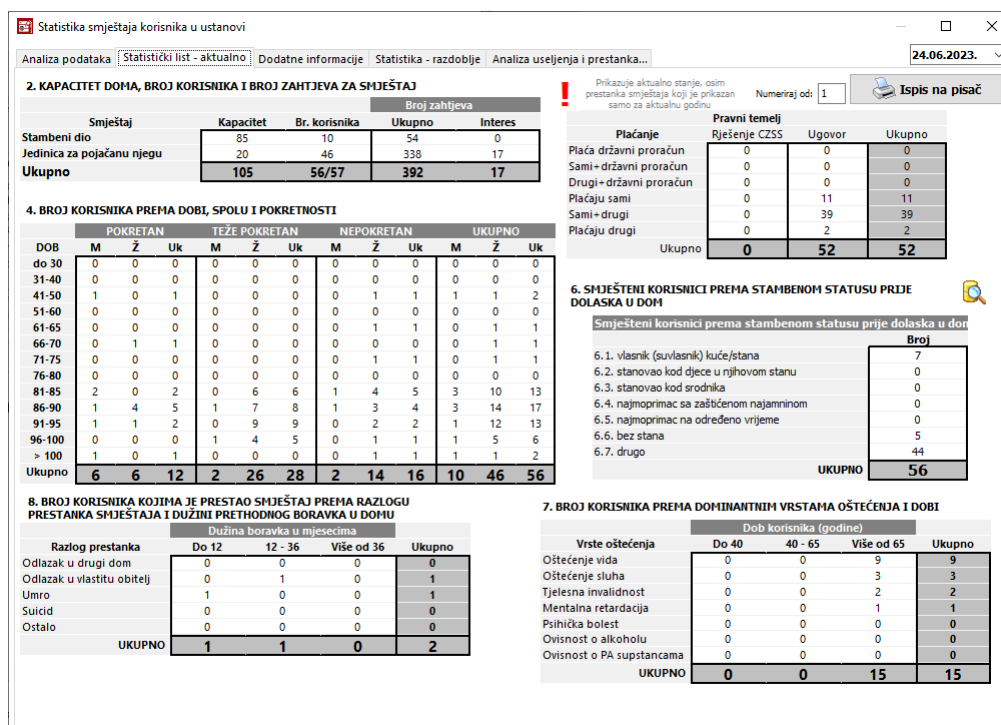 Statistika smještaja korisnika u ustanovi
Analiza podataka Statistički list - aktualno Dodatne informacije Statistika - razdoblje Analiza useljenja i prestanka... 24.06.2023.
2. KAPACITET DOMA, BROJ KORISNIKA I BROJ ZAHTJEVA ZA SMJEŠTAJ
Broj zahtjeva
Smještaj Kapacitet Br. korisnika Ukupno Interes
Stambeni dio 85 10 54 0
Jedinica za pojačanu njegu 20 46 338 17
Ukupno 105 56/57 392 17
! Prikazuje aktualno stanje, osim
prestanka smještaja koji je prikazan
samo za aktualnu godinu
Numeriraj od: 1 Ispis na pisač
Pravni temelj
Plaćanje Rješenje CZSS Ugovor Ukupno
Plaća državni proračun 0 0 0
Sami+državni proračun 0 0 0
Drugi+državni proračun 0 0 0
Plaćaju sami 0 11 11
Sami+drugi 0 39 39
Plaćaju drugi 0 2 2
Ukupno 0 52 52
4. BROJ KORISNIKA PREMA DOBI, SPOLU I POKRETNOSTI
POKRETAN TEŽE POKRETAN NEPOKRETAN UKUPNO
DOB M Ž Uk M Ž Uk M Ž Uk M Ž Uk
do 30 0 0 0 0 0 0 0 0 0 0 0 0
31-40 0 0 0 0 0 0 0 0 0 0 0 0
41-50 1 0 1 0 0 0 0 1 1 1 1 2
51-60 0 0 0 0 0 0 0 0 0 0 0 0
61-65 0 0 0 0 0 0 0 1 1 0 1 1
66-70 0 1 1 0 0 0 0 0 0 0 1 1
71-75 0 0 0 0 0 0 0 1 1 0 1 1
76-80 0 0 0 0 0 0 0 0 0 0 0 0
81-85 2 0 2 0 6 6 1 4 5 3 10 13
86-90 1 4 5 1 7 8 1 3 4 3 14 17
91-95 1 1 2 0 9 9 0 2 2 1 12 13
96-100 0 0 0 1 4 5 0 1 1 1 5 6
> 100 1 0 1 0 0 0 0 1 1 1 1 2
Ukupno 6 6 12 2 26 28 2 14 16 10 46 56
6. SMJEŠTENI KORISNICI PREMA STAMBENOM STATUSU PRIJE
DOLASKA U DOM
Smješteni korisnici prema stambenom statusu prije dolaska u dom
Broj
6.1. vlasnik (suvlasnik) kuće/stana 7
6.2. stanovao kod djece u njihovom stanu 0
6.3. stanovao kod srodnika 0
6.4. najmoprimac sa zaštićenom najamninom 0
6.5. najmoprimac na određeno vrijeme 0
6.6. bez stana 5
6.7. drugo 44
UKUPNO 56
8. BROJ KORISNIKA KOJIMA JE PRESTAO SMJEŠTAJ PREMA RAZLOGU
PRESTANKA SMJEŠTAJA I DUŽINI PRETHODNOG BORAVKA U DOMU
Dužina boravka u mjesecima
Razlog prestanka Do 12 12 - 36 Više od 36 Ukupno
Odlazak u drugi dom 0 0 0 0
Odlazak u vlastitu obitelj 0 1 0 1
Umro 1 0 0 1
Suicid 0 0 0 0
Ostalo 0 0 0 0
UKUPNO 1 1 0 2
7. BROJ KORISNIKA PREMA DOMINANTNIM VRSTAMA OŠTEĆENJA I DOBI
Dob korisnika (godine)
Vrste oštećenja Do 40 40 - 65 Više od 65 Ukupno
Oštećenje vida 0 0 9 9
Oštećenje sluha 0 0 3 3
Tjelesna invalidnost 0 0 2 2
Mentalna retardacija 0 0 1 1
Psihička bolest 0 0 0 0
Ovisnost o alkoholu 0 0 0 0
Ovisnost o PA supstancama 0 0 0 0
UKUPNO 0 0 15 15